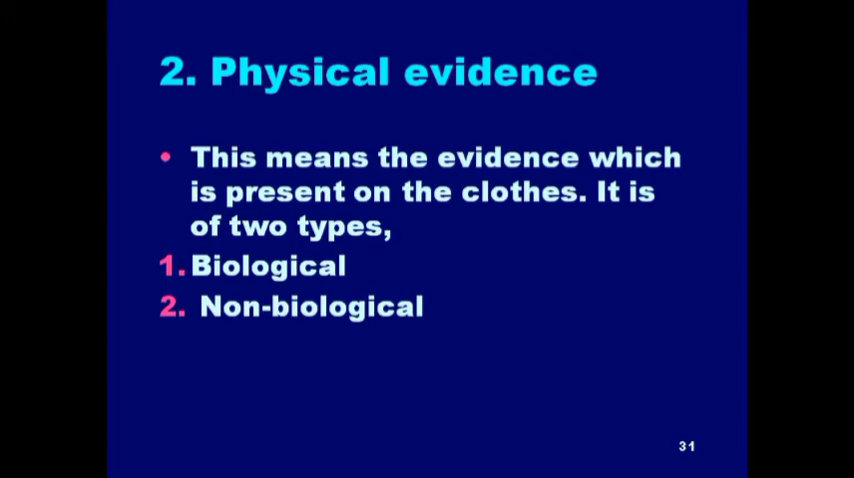 2. Physical evidence
• This means the evidence which
is present on the clothes. It is
of two types,
1. Biological
2. Non-biological
31